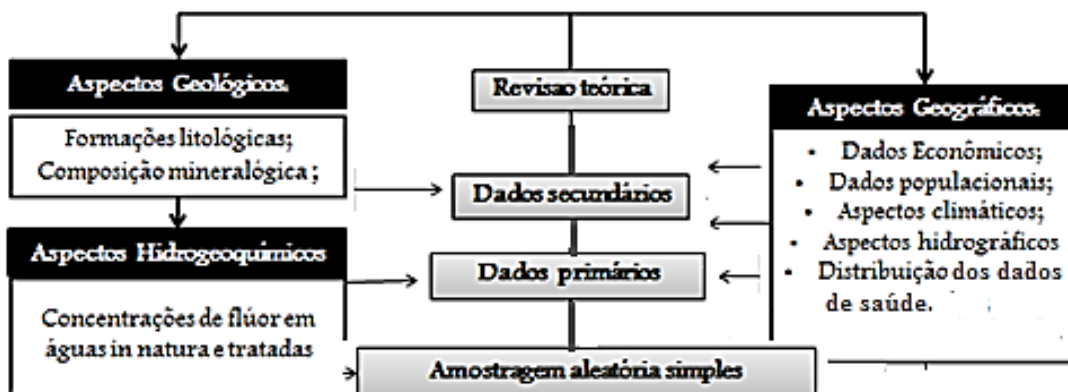 Aspectos Geológicos.
Formações litológicas;
Composição mineralógica;
Aspectos Hidrogeoquímicos
Concentrações de flúor em
águas in natura e tratadas
Revisao teórica
Dados secundários
Dados primários
Amostragem aleatória simples
Aspectos Geográficos.
• Dados Econômicos;
• Dados populacionais;
• Aspectos climáticos;
• Aspectos hidrográficos
• Distribuição dos dados
de saúde. ;